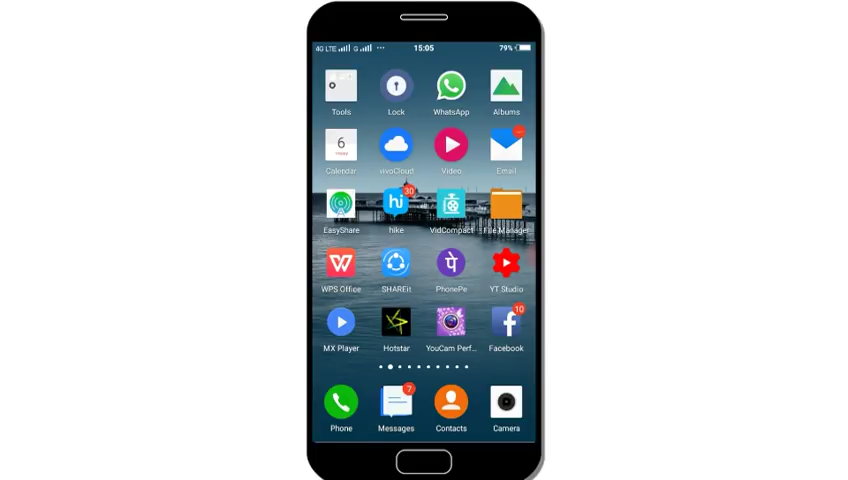 4G LTE G ... 15:05 79%
Tools Lock WhatsApp Albums
6
Calendar vivoCloud Video Email
30
hi
EasyShare hike VidCompact File Manager
W पे
WPS Office SHAREit PhonePe YT Studio
10
f
MX Player Hotstar YouCam Perf... Facebook
7
Phone Messages Contacts Camera